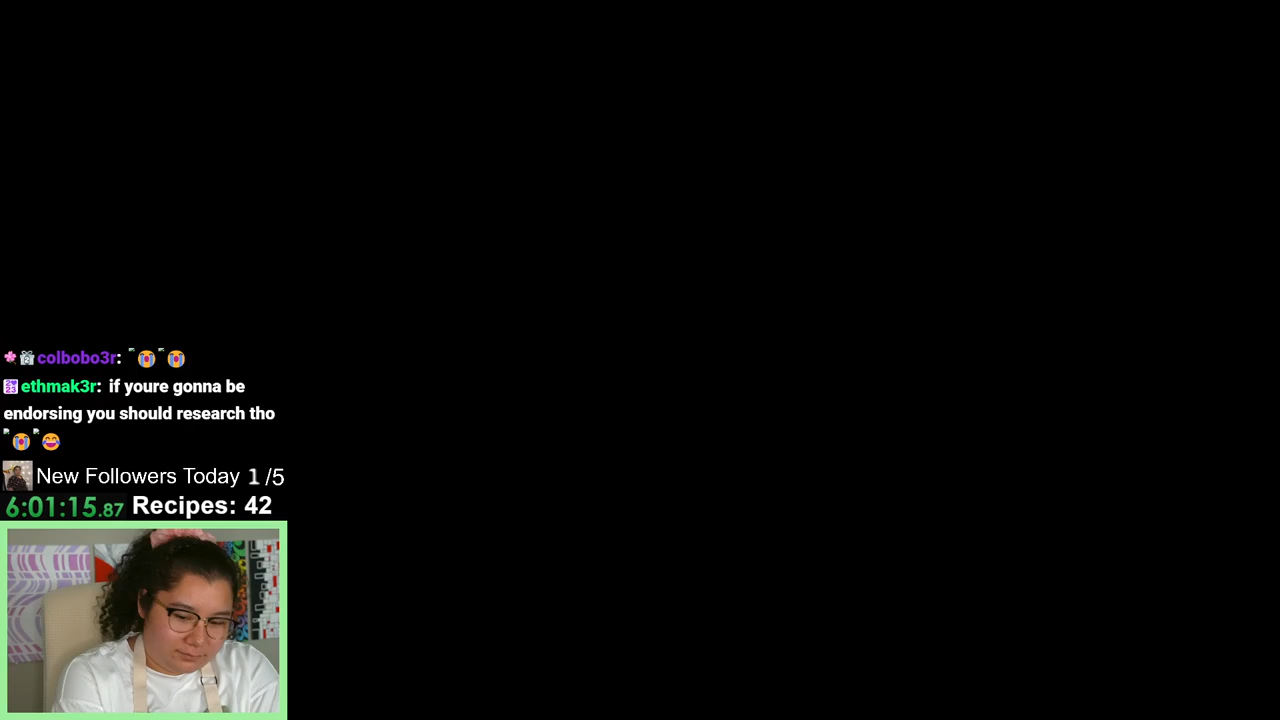 colbobo3r:
ethmak3r: if youre gonna be
endorsing you should research tho
New Followers Today 1 /5
6:01:15.87 Recipes: 42